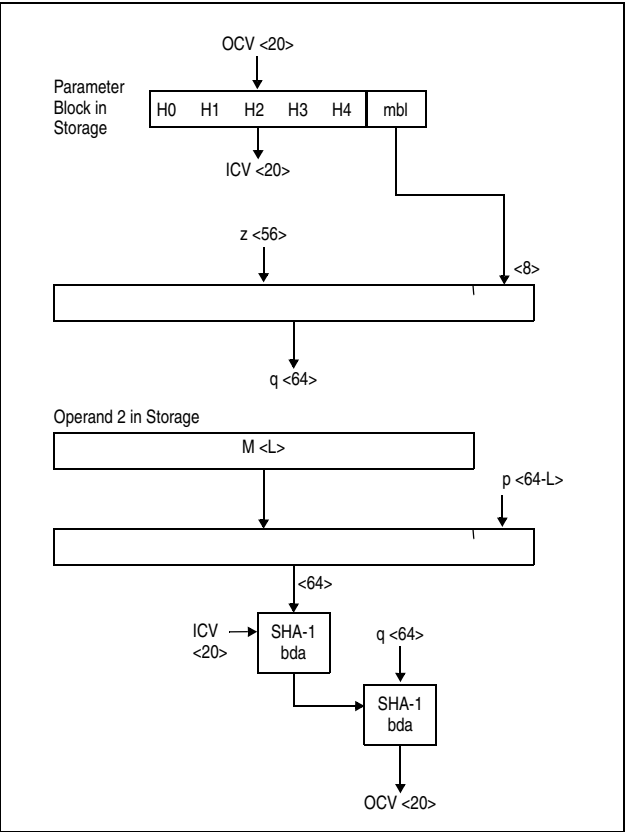 OCV <20>
Parameter
Block in
Storage
H0 H1 H2 H3 H4 mbl
ICV <20>
z <56>
<8>
q <64>
Operand 2 in Storage
M <L>
p <64-L>
<64>
ICV
<20>
SHA-1
bda
q <64>
SHA-1
bda
OCV <20>